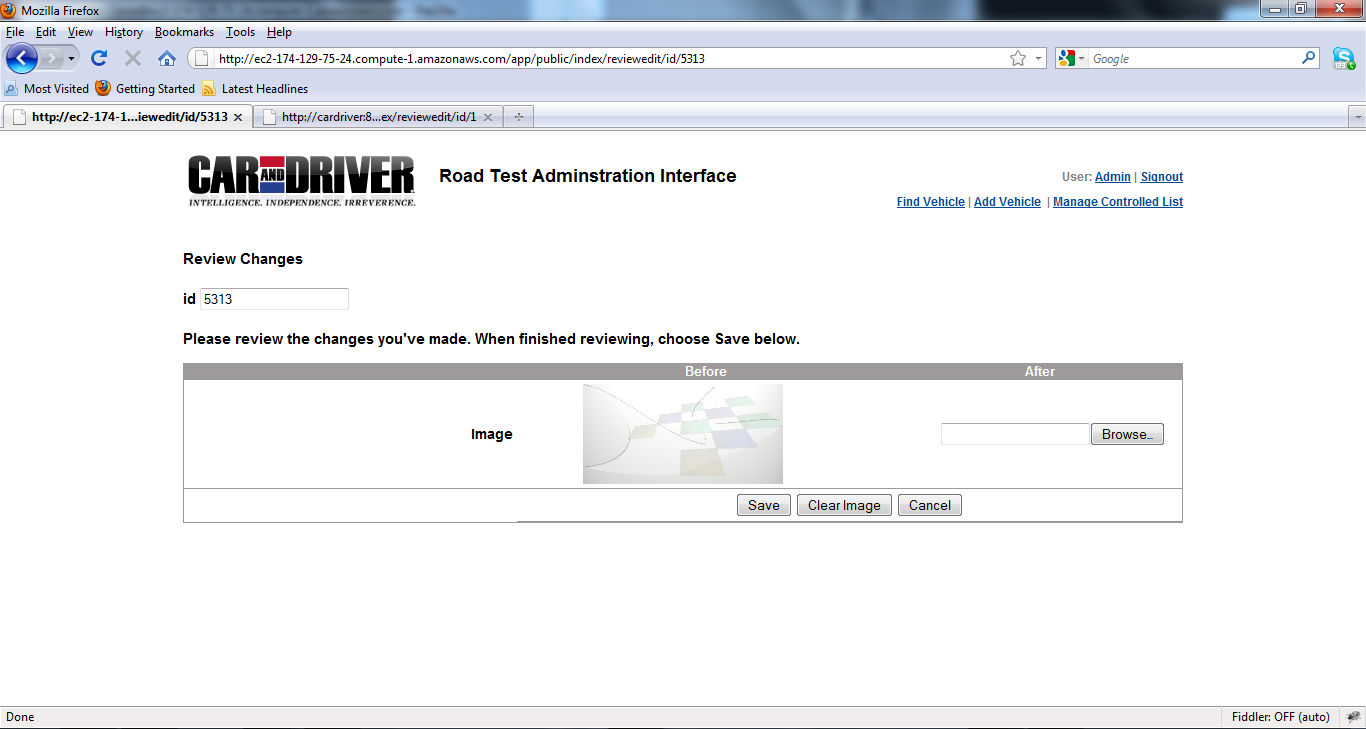 Mozilla Firefox
File Edit View History Bookmarks Tools Help
http://ec2-174-129-75-24.compute-1.amazonaws.com/app/public/index/reviewedit/id/5313 Google
Most Visited Getting Started Latest Headlines
http://ec2-174-1...iewedit/id/5313 http://cardriver:8...ex/reviewedit/id/1
CAR AND DRIVER
INTELLIGENCE. INDEPENDENCE. IRREVERENCE.
Road Test Adminstration Interface
User: Admin | Signout
Find Vehicle | Add Vehicle | Manage Controlled List
Review Changes
id 5313
Please review the changes you've made. When finished reviewing, choose Save below.
Before After
Image Browse...
Save Clear Image Cancel
Done Fiddler: OFF (auto)